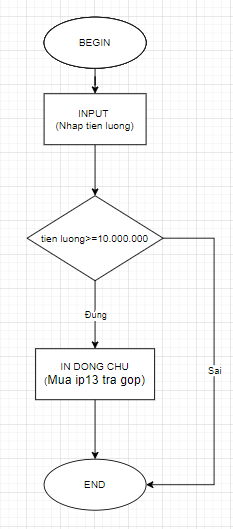 BEGIN
INPUT
(Nhap tien luong)
tien luong>=10.000.000
Đúng
Sai
IN DONG CHU
(Mua ip13 tra gop)
END